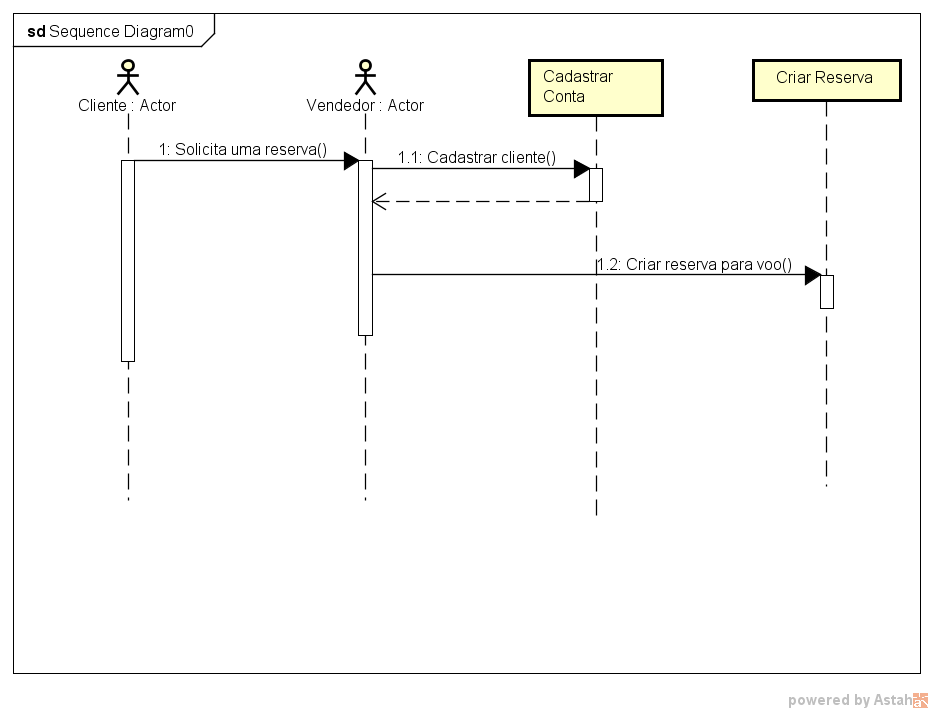 sd Sequence Diagram0
Cliente : Actor
Vendedor : Actor
Cadastrar
Conta
Criar Reserva
1: Solicita uma reserva()
1.1: Cadastrar cliente()
1.2: Criar reserva para voo()
powered by Astah